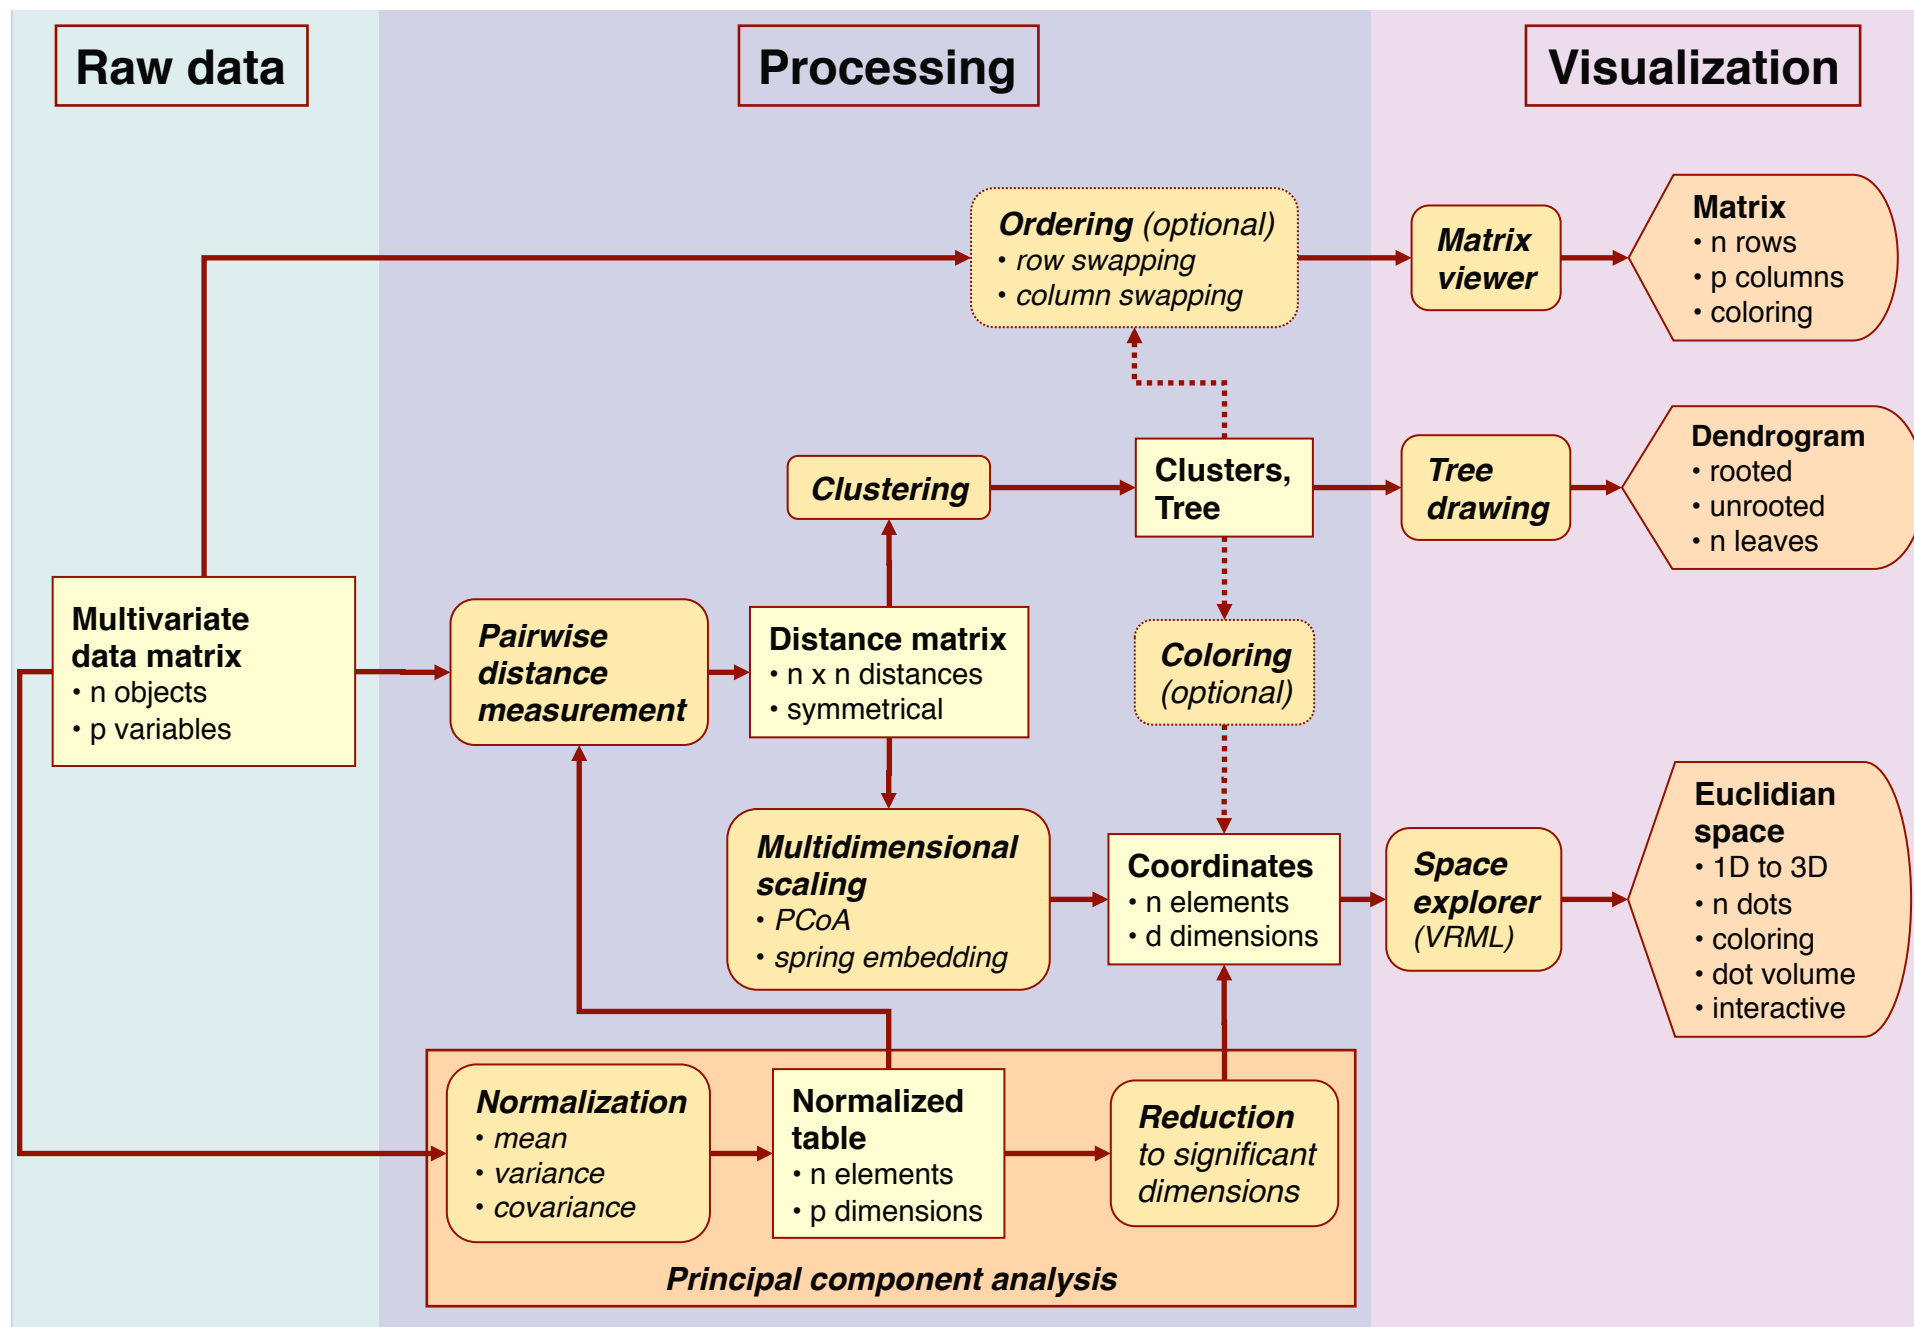 Raw data
Processing
Visualization
Ordering (optional)
• row swapping
• column swapping
Matrix
viewer
Matrix
• n rows
• p columns
• coloring
Clustering
Clusters,
Tree
Tree
drawing
Dendrogram
• rooted
• unrooted
• n leaves
Multivariate
data matrix
• n objects
• p variables
Pairwise
distance
measurement
Distance matrix
• n x n distances
• symmetrical
Coloring
(optional)
Multidimensional
scaling
• PCoA
• spring embedding
Coordinates
• n elements
• d dimensions
Space
explorer
(VRML)
Euclidian
space
• 1D to 3D
• n dots
• coloring
• dot volume
• interactive
Normalization
• mean
• variance
• covariance
Normalized
table
• n elements
• p dimensions
Reduction
to significant
dimensions
Principal component analysis